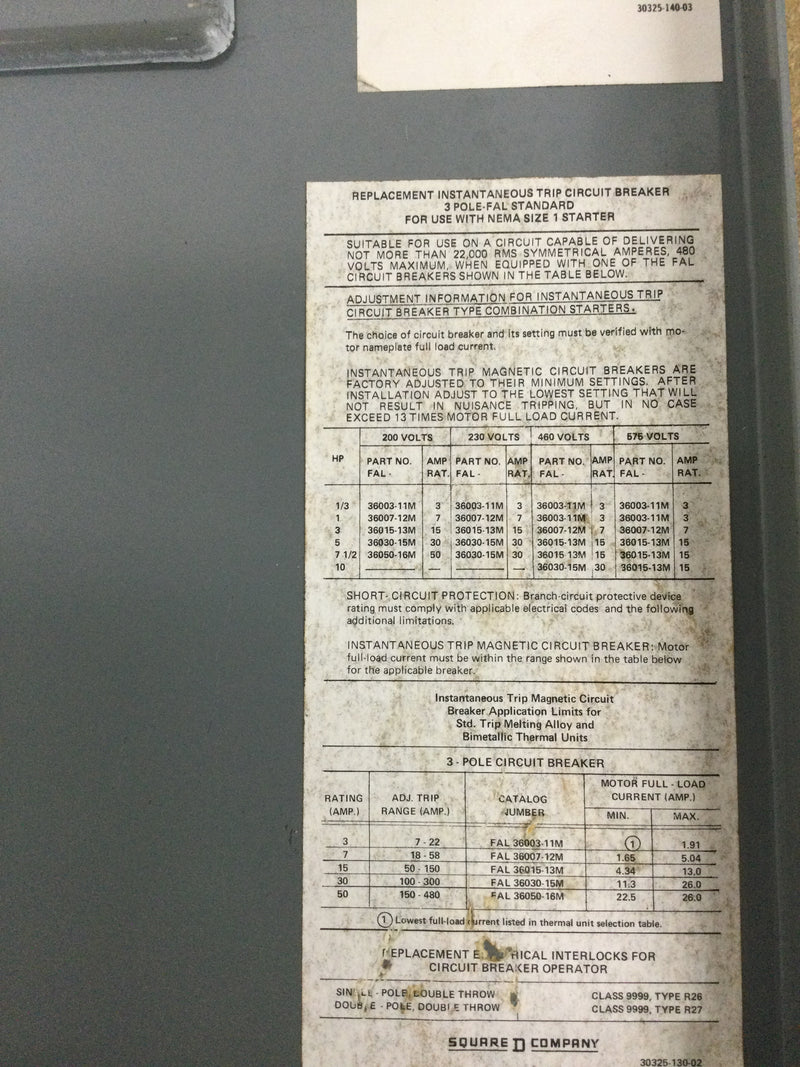 30325-140-03
REPLACEMENT INSTANTANEOUS TRIP CIRCUIT BREAKER
3 POLE-FAL STANDARD
FOR USE WITH NEMA SIZE 1 STARTER
SUITABLE FOR USE ON A CIRCUIT CAPABLE OF DELIVERING
NOT MORE THAN 22,000 RMS SYMMETRICAL AMPERES, 480
VOLTS MAXIMUM, WHEN EQUIPPED WITH ONE OF THE FAL
CIRCUIT BREAKERS SHOWN IN THE TABLE BELOW.
ADJUSTMENT INFORMATION FOR INSTANTANEOUS TRIP
CIRCUIT BREAKER TYPE COMBINATION STARTERS.
The choice of circuit breaker and its setting must be verified with mo-
tor nameplate full load current.
INSTANTANEOUS TRIP MAGNETIC CIRCUIT BREAKERS ARE
FACTORY ADJUSTED TO THEIR MINIMUM SETTINGS. AFTER
INSTALLATION ADJUST TO THE LOWEST SETTING THAT WILL
NOT RESULT IN NUISANCE TRIPPING, BUT IN NO CASE
EXCEED 13 TIMES MOTOR FULL LOAD CURRENT.
200 VOLTS 230 VOLTS 460 VOLTS 575 VOLTS
HP PART NO. AMP PART NO. AMP PART NO. AMP PART NO. AMP
FAL - RAT. FAL - RAT. FAL - RAT. FAL - RAT.
1/3 36003-11M 3 36003-11M 3 36003-11M 3 36003-11M 3
1 36007-12M 7 36007-12M 7 36003-11M 3 36003-11M 3
3 36015-13M 15 36015-13M 15 36007-12M 7 36007-12M 7
5 36030-15M 30 36030-15M 30 36015-13M 15 36015-13M 15
7 1/2 36050-16M 50 36030-15M 30 36015-13M 15 36015-13M 15
10 — — — — 36030-15M 30 36015-13M 15
SHORT-CIRCUIT PROTECTION: Branch-circuit protective device
rating must comply with applicable electrical codes and the following
additional limitations.
INSTANTANEOUS TRIP MAGNETIC CIRCUIT BREAKER: Motor
full-load current must be within the range shown in the table below
for the applicable breaker.
Instantaneous Trip Magnetic Circuit
Breaker Application Limits for
Std. Trip Melting Alloy and
Bimetallic Thermal Units
3 - POLE CIRCUIT BREAKER
RATING ADJ. TRIP CATALOG MOTOR FULL - LOAD
(AMP.) RANGE (AMP.) NUMBER CURRENT (AMP.)
MIN. MAX.
3 7 - 22 FAL 36003-11M ① 1.91
7 18 - 58 FAL 36007-12M 1.65 5.04
15 50 - 150 FAL 36015-13M 4.34 13.0
30 100 - 300 FAL 36030-15M 11.3 26.0
50 150 - 480 FAL 36050-16M 22.5 26.0
① Lowest full-load current listed in thermal unit selection table.
REPLACEMENT ELECTRICAL INTERLOCKS FOR
CIRCUIT BREAKER OPERATOR
SINGLE - POLE, DOUBLE THROW CLASS 9999, TYPE R26
DOUBLE - POLE, DOUBLE THROW CLASS 9999, TYPE R27
SQUARE D COMPANY
30325-130-02